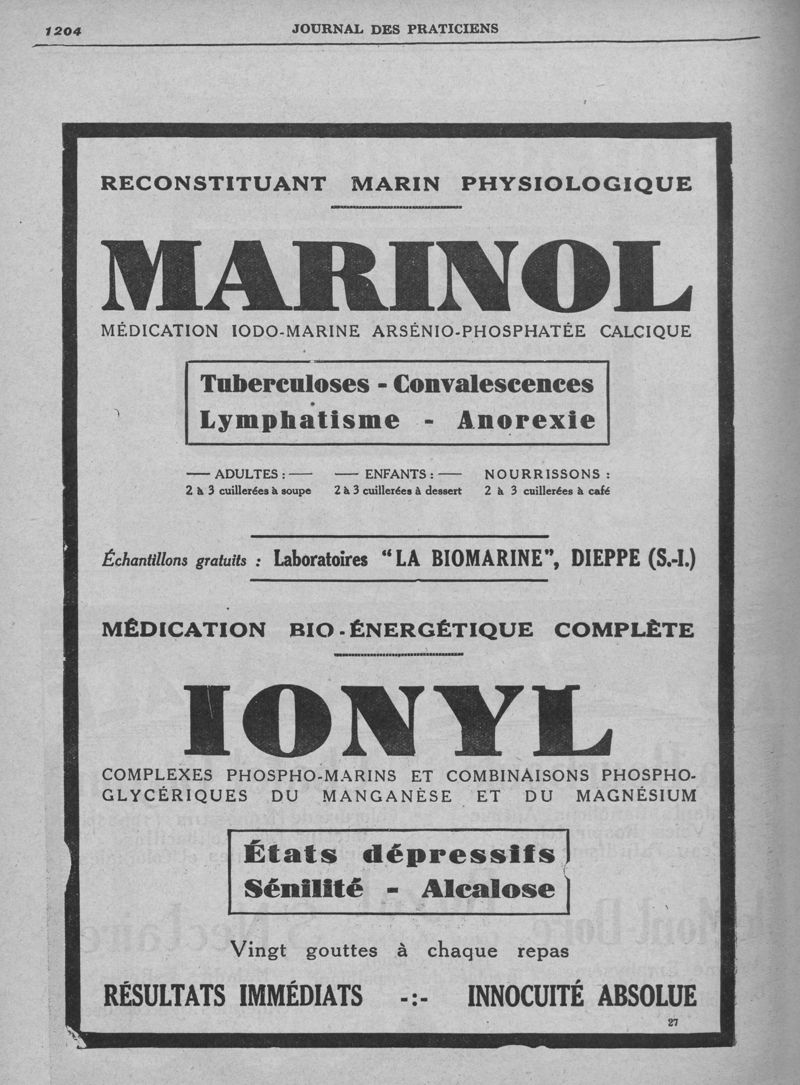 1204
JOURNAL DES PRATICIENS
RECONSTITUANT MARIN PHYSIOLOGIQUE
MARINOL
MÉDICATION IODO-MARINE ARSÉNIO-PHOSPHATÉE CALCIQUE
Tuberculoses - Convalescences
Lymphatisme - Anorexie
— ADULTES : — — ENFANTS : — NOURRISSONS :
2 à 3 cuillerées à soupe 2 à 3 cuillerées à dessert 2 à 3 cuillerées à café
Échantillons gratuits : Laboratoires "LA BIOMARINE", DIEPPE (S.-I.)
MÉDICATION BIO-ÉNERGÉTIQUE COMPLÈTE
IONYL
COMPLEXES PHOSPHO-MARINS ET COMBINAISONS PHOSPHO-
GLYCÉRIQUES DU MANGANÈSE ET DU MAGNÉSIUM
États dépressifs
Sénilité - Alcalose
Vingt gouttes à chaque repas
RÉSULTATS IMMÉDIATS -:- INNOCUITÉ ABSOLUE
27